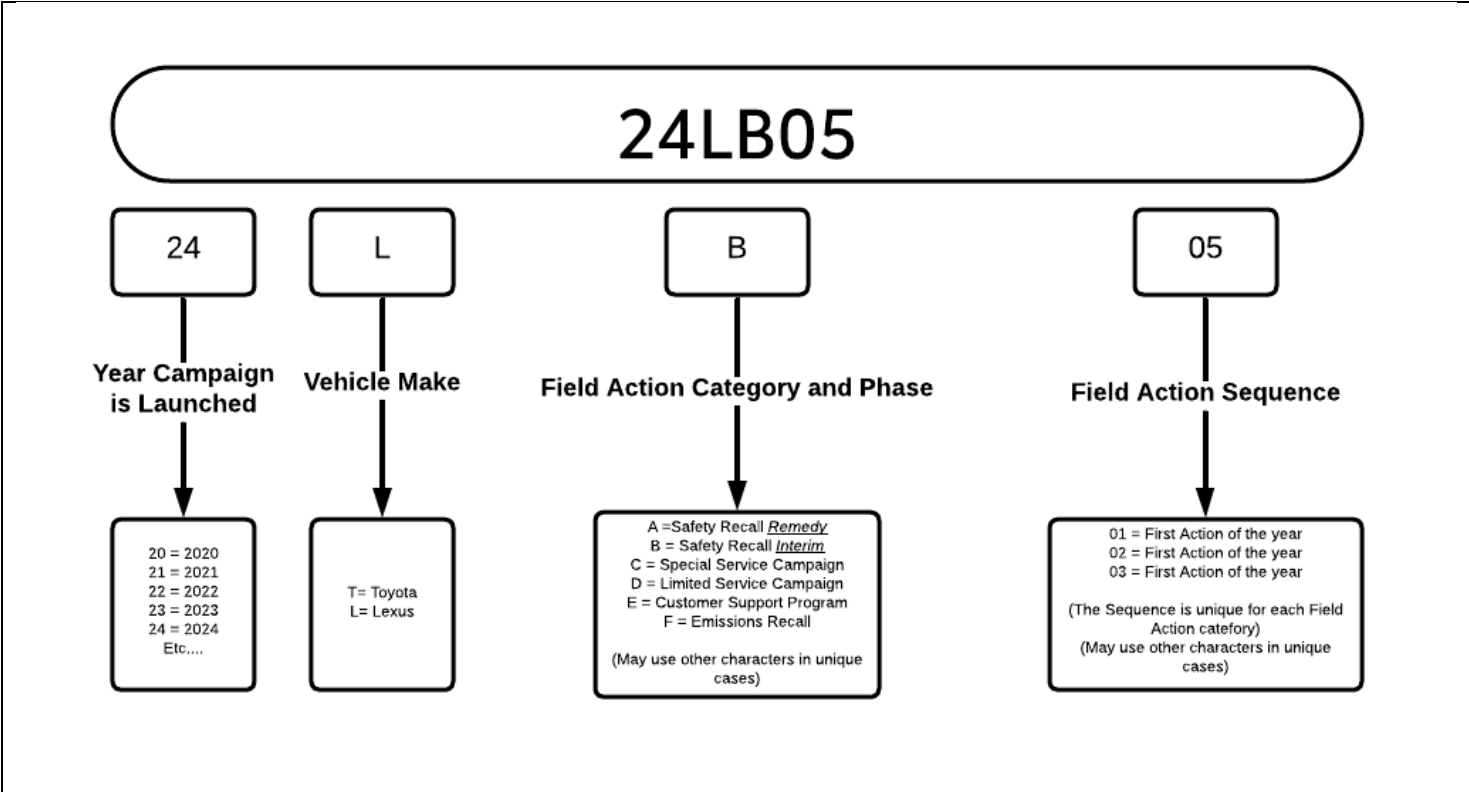 24LB05
24
L
B
05
Year Campaign
is Launched
Vehicle Make
Field Action Category and Phase
Field Action Sequence
20 = 2020
21 = 2021
22 = 2022
23 = 2023
24 = 2024
Etc....
T= Toyota
L= Lexus
A =Safety Recall Remedy
B = Safety Recall Interim
C = Special Service Campaign
D = Limited Service Campaign
E = Customer Support Program
F = Emissions Recall
(May use other characters in unique
cases)
01 = First Action of the year
02 = First Action of the year
03 = First Action of the year
(The Sequence is unique for each Field
Action catefory)
(May use other characters in unique
cases)